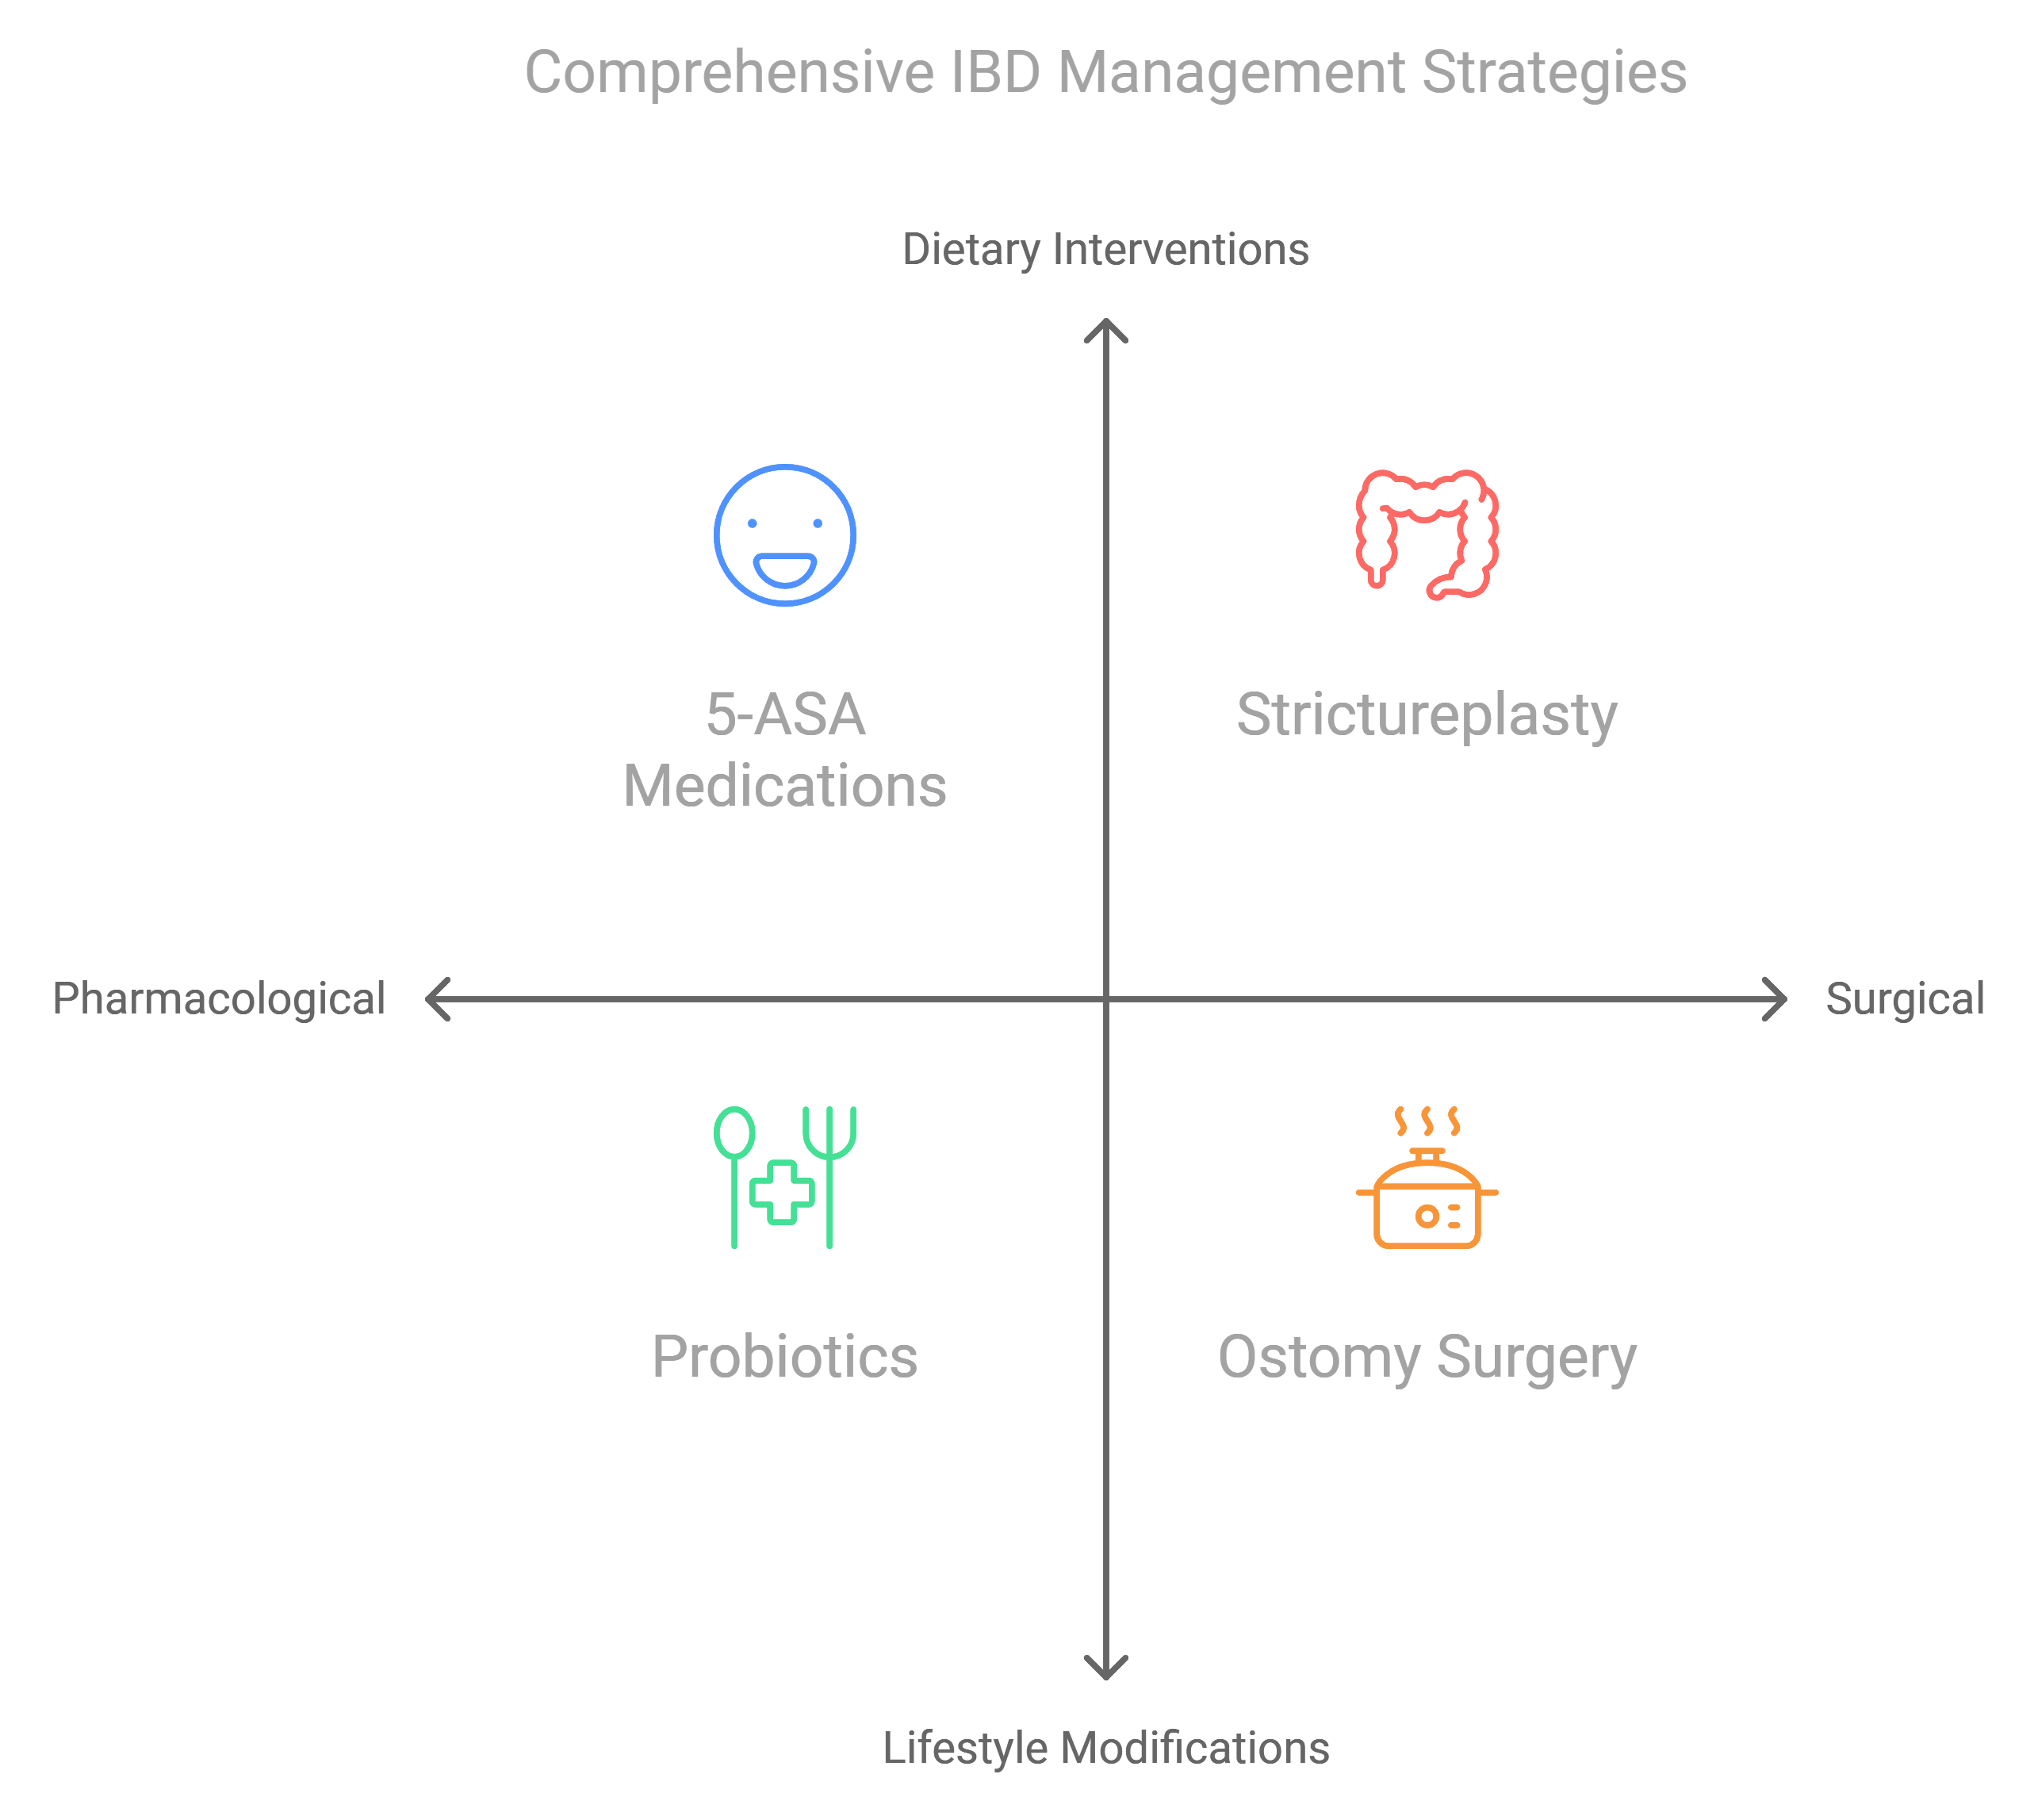 Comprehensive IBD Management Strategies
Dietary Interventions
5-ASA
Medications
Strictureplasty
Pharmacological
Surgical
Probiotics
Ostomy Surgery
Lifestyle Modifications